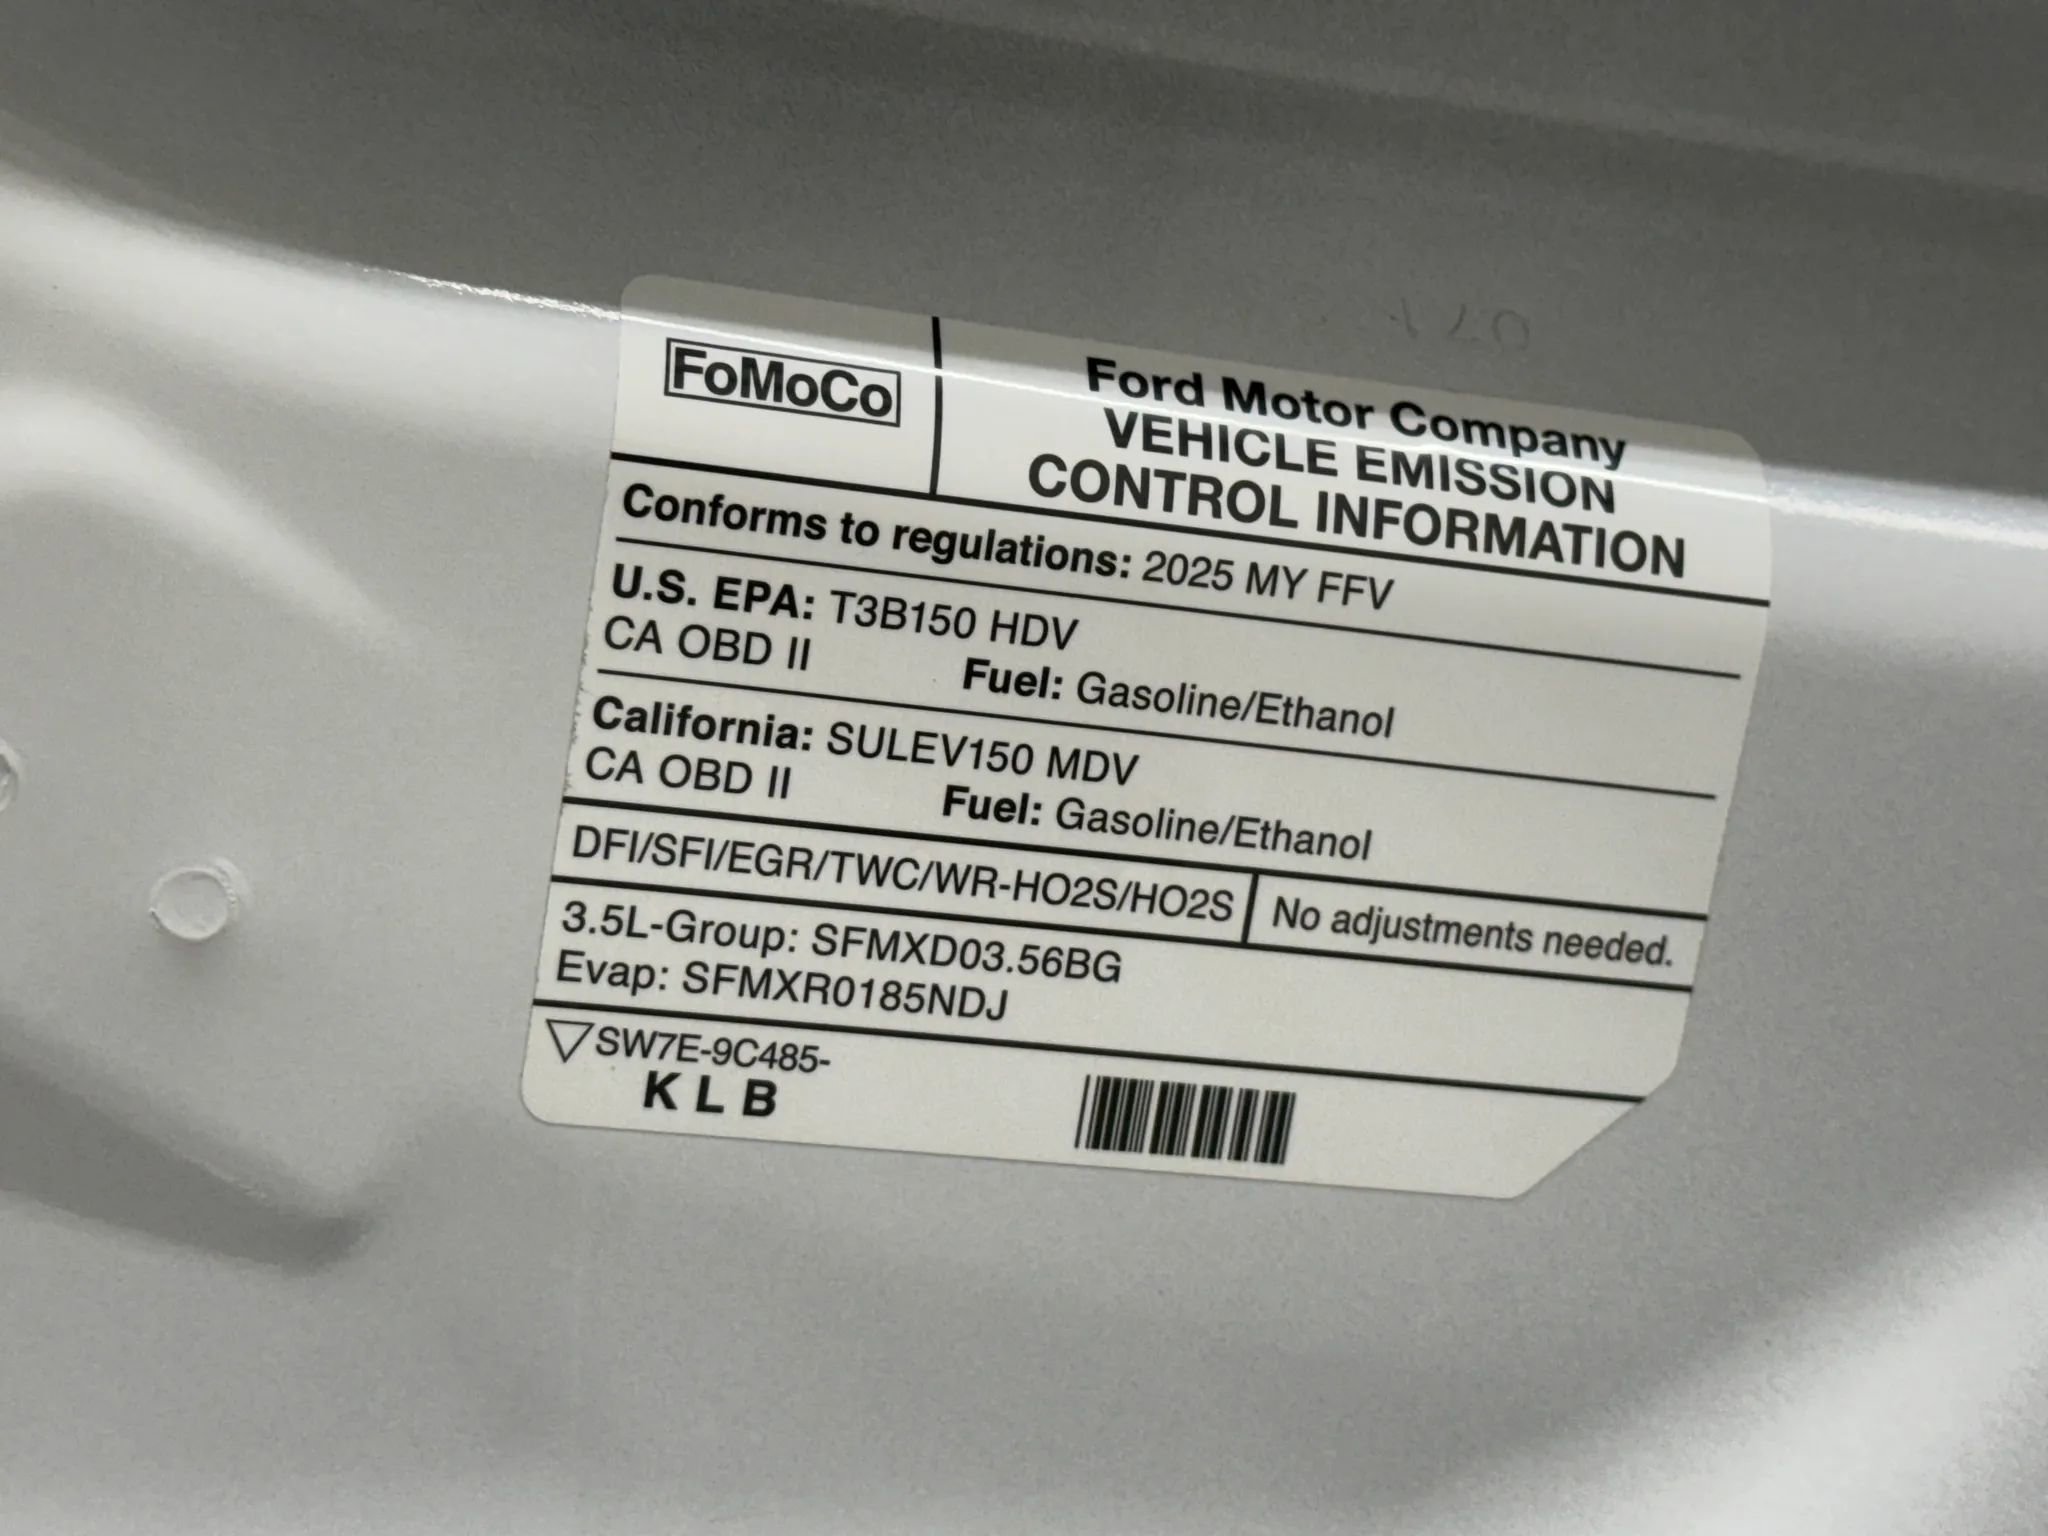 FoMoCo
Ford Motor Company
VEHICLE EMISSION
CONTROL INFORMATION
Conforms to regulations: 2025 MY FFV
U.S. EPA: T3B150 HDV
CA OBD II Fuel: Gasoline/Ethanol
California: SULEV150 MDV
CA OBD II Fuel: Gasoline/Ethanol
DFI/SFI/EGR/TWC/WR-HO2S/HO2S No adjustments needed.
3.5L-Group: SFMXD03.56BG
Evap: SFMXR0185NDJ
▽SW7E-9C485-
K L B